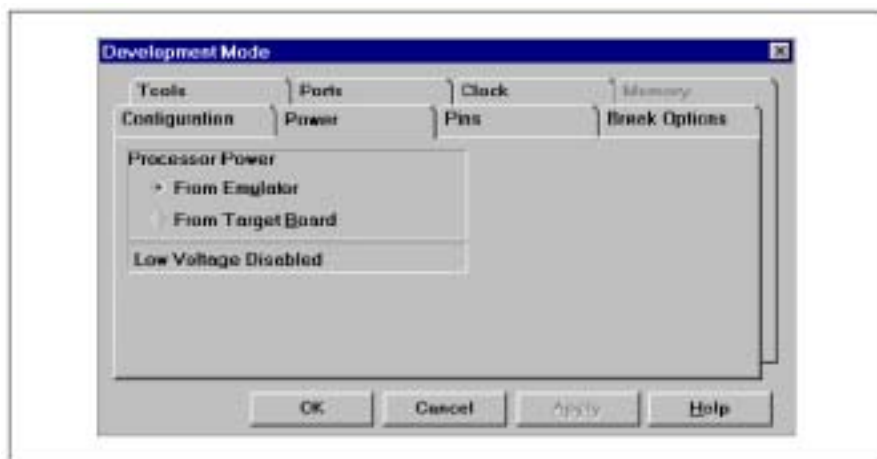 Development Mode
Tools Ports Clock Memory
Configuration Power Pins Break Options
Processor Power
From Emulator
From Target Board
Low Voltage Disabled
OK Cancel Apply Help